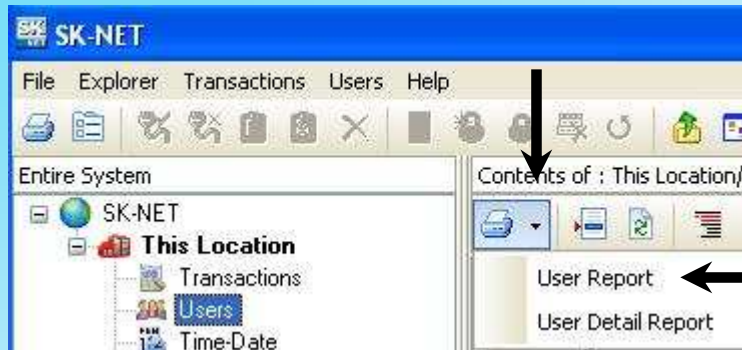 SK-NET
File Explorer Transactions Users Help
Entire System
Contents of : This Location/
SK-NET
This Location
Transactions
Users
Time-Date
User Report
User Detail Report